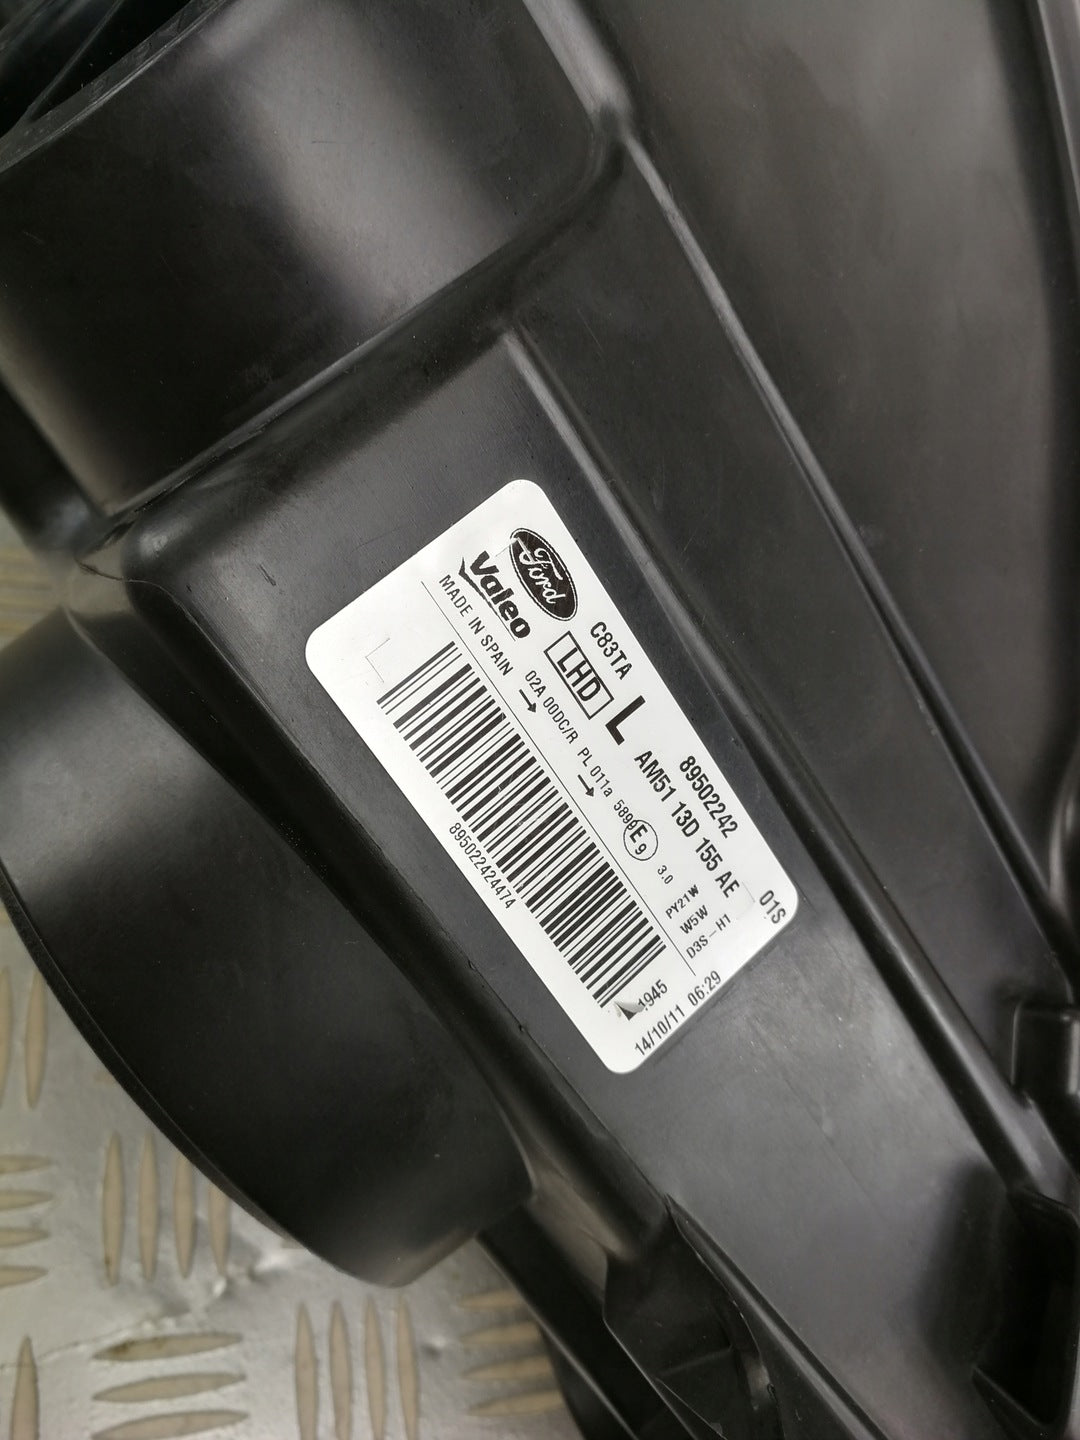 Ford
Valeo
MADE IN SPAIN
C83TA
LHD
L
89502242
AM51 13D 155 AE
01S
02A 00DC/R PL 011a 5899 E9 3.0
→ →
PY21W
W5W
D3S-H1
895022424474
1945
14/10/11 06:29